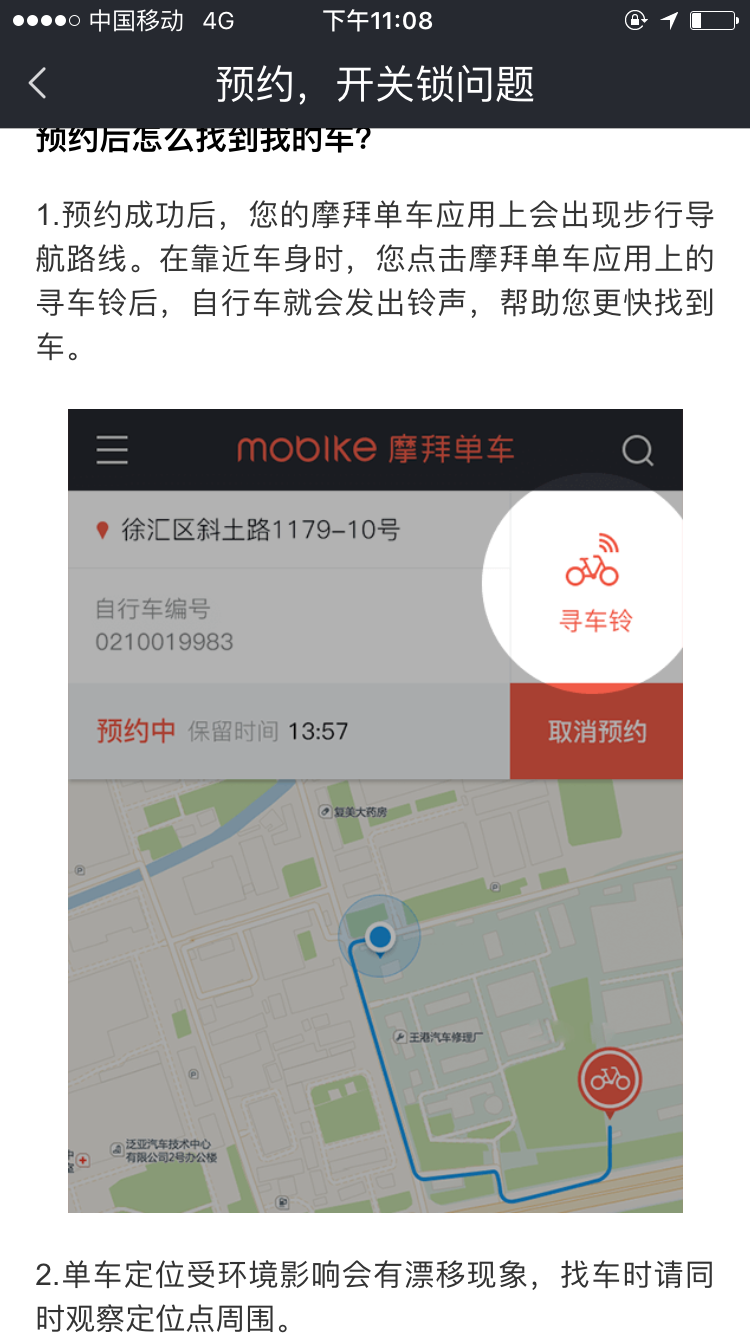 中国移动 4G 下午11:08
预约，开关锁问题
预约后怎么找到我的车？
1.预约成功后，您的摩拜单车应用上会出现步行导
航路线。在靠近车身时，您点击摩拜单车应用上的
寻车铃后，自行车就会发出铃声，帮助您更快找到
车。
mobike 摩拜单车
徐汇区斜土路1179-10号
自行车编号
0210019983
寻车铃
预约中 保留时间 13:57
取消预约
复美大药房
P
P
王港汽车修理厂
P
泛亚汽车技术中心
有限公司2号办公楼
2.单车定位受环境影响会有漂移现象，找车时请同
时观察定位点周围。